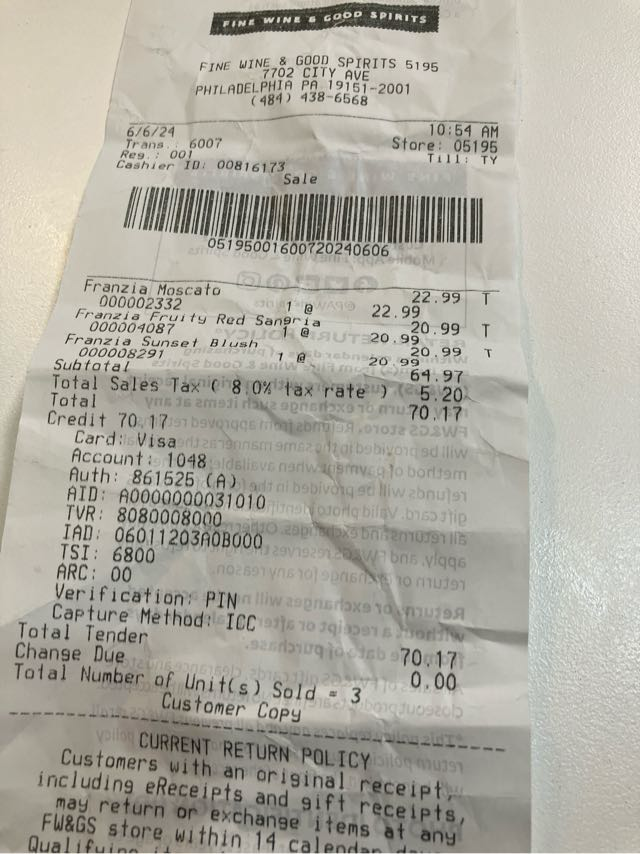 FINE WINE & GOOD SPIRITS
FINE WINE & GOOD SPIRITS 5195
7702 CITY AVE
PHILADELPHIA PA 19151-2001
(484) 438-6568
6/6/24 10:54 AM
Trans.: 6007 Store: 05195
Reg.: 001 Till: TY
Cashier ID: 00816173
Sale
05195001600720240606
Franzia Moscato 22.99 T
000002332 1 @ 22.99
Franzia Fruity Red Sangria 20.99 T
000004087 1 @ 20.99
Franzia Sunset Blush 20.99 T
000008291 1 @ 20.99
Subtotal 64.97
Total Sales Tax ( 8.0% tax rate ) 5.20
Total 70.17
Credit 70.17
Card: Visa
Account: 1048
Auth: 861525 (A)
AID: A0000000031010
TVR: 8080008000
IAD: 06011203A0B000
TSI: 6800
ARC: 00
Verification: PIN
Capture Method: ICC
Total Tender 70.17
Change Due 0.00
Total Number of Unit(s) Sold = 3
Customer Copy
CURRENT RETURN POLICY
Customers with an original receipt,
including eReceipts and gift receipts,
may return or exchange items at any
FW&GS store within 14 calendar